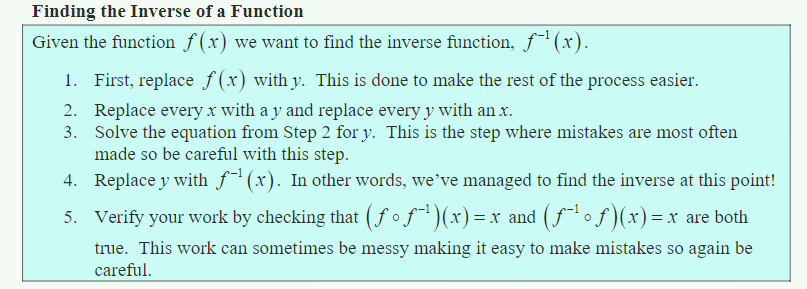 Finding the Inverse of a Function
Given the function f(x) we want to find the inverse function, f⁻¹(x).
1. First, replace f(x) with y. This is done to make the rest of the process easier.
2. Replace every x with a y and replace every y with an x.
3. Solve the equation from Step 2 for y. This is the step where mistakes are most often
made so be careful with this step.
4. Replace y with f⁻¹(x). In other words, we’ve managed to find the inverse at this point!
5. Verify your work by checking that (f ∘ f⁻¹)(x) = x and (f⁻¹ ∘ f)(x) = x are both
true. This work can sometimes be messy making it easy to make mistakes so again be
careful.